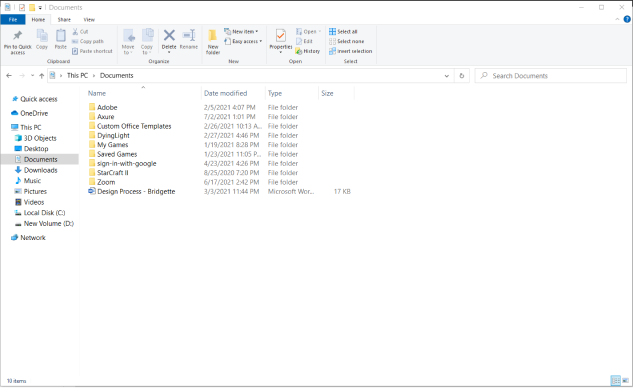 Documents
File Home Share View
Pin to Quick access
Copy
Paste
Cut
Copy path
Paste shortcut
Clipboard
Move to
Copy to
Delete
Rename
Organize
New folder
New item
Easy access
New
Properties
Open
Edit
History
Open
Select all
Select none
Invert selection
Select
This PC > Documents
Search Documents
Quick access
OneDrive
This PC
3D Objects
Desktop
Documents
Downloads
Music
Pictures
Videos
Local Disk (C:)
New Volume (D:)
Network
Name Date modified Type Size
Adobe 2/5/2021 4:07 PM File folder
Axure 7/2/2021 1:01 PM File folder
Custom Office Templates 2/26/2021 10:13 A... File folder
DyingLight 2/27/2021 4:46 PM File folder
My Games 1/19/2021 8:28 PM File folder
Saved Games 1/23/2021 11:05 P... File folder
sign-in-with-google 4/23/2021 4:26 PM File folder
StarCraft II 6/25/2020 7:20 PM File folder
Zoom 6/17/2021 2:42 PM File folder
Design Process - Bridgette 3/3/2021 11:44 PM Microsoft Wor... 17 KB
10 items